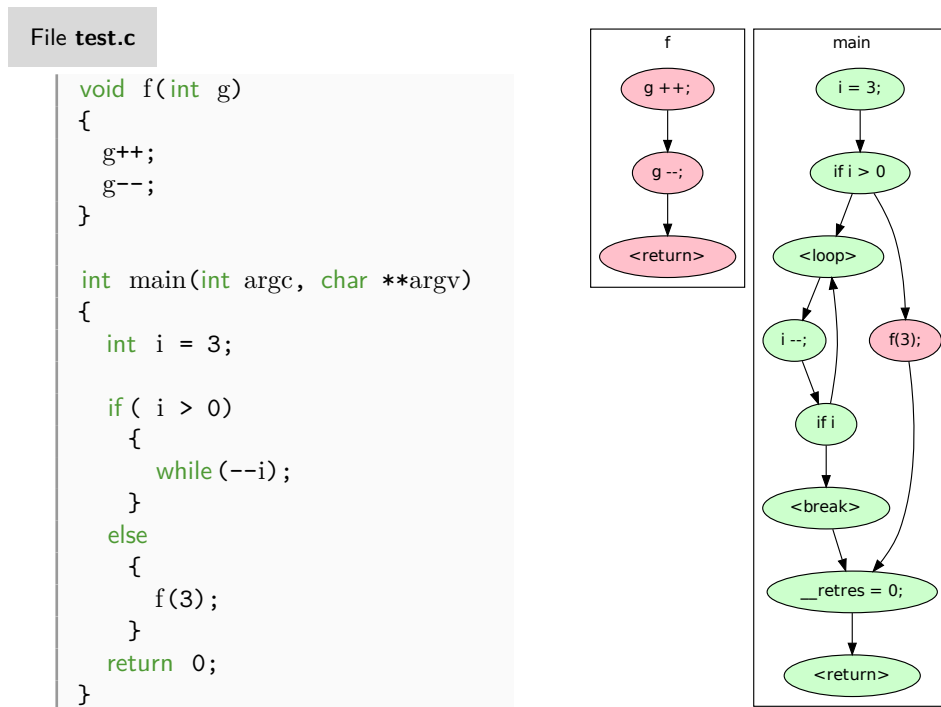 File test.c
void f(int g)
{
g++;
g--;
}
int main(int argc, char **argv)
{
int i = 3;
if( i > 0)
{
while(--i);
}
else
{
f(3);
}
return 0;
}
f
g ++;
g --;
<return>
main
i = 3;
if i > 0
<loop>
i --;
f(3);
if i
<break>
__retres = 0;
<return>